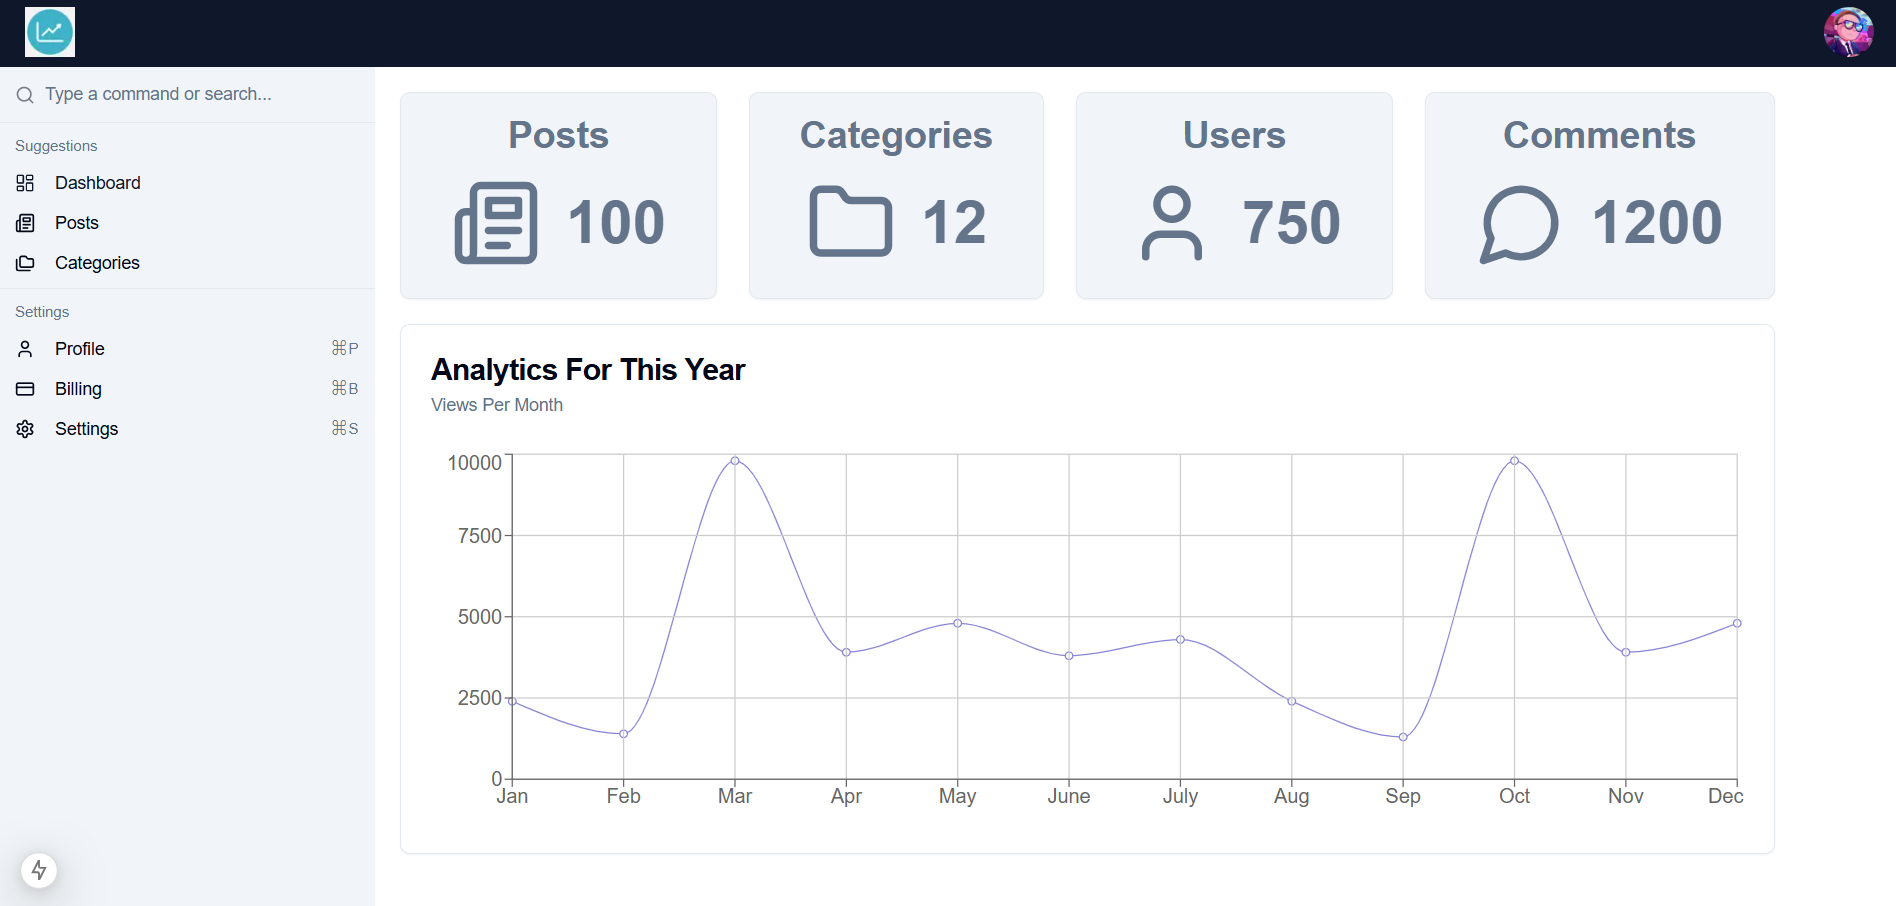 Type a command or search...
Suggestions
Dashboard
Posts
Categories
Settings
Profile ⌘P
Billing ⌘B
Settings ⌘S
Posts
100
Categories
12
Users
750
Comments
1200
Analytics For This Year
Views Per Month
10000
7500
5000
2500
0
Jan Feb Mar Apr May June July Aug Sep Oct Nov Dec